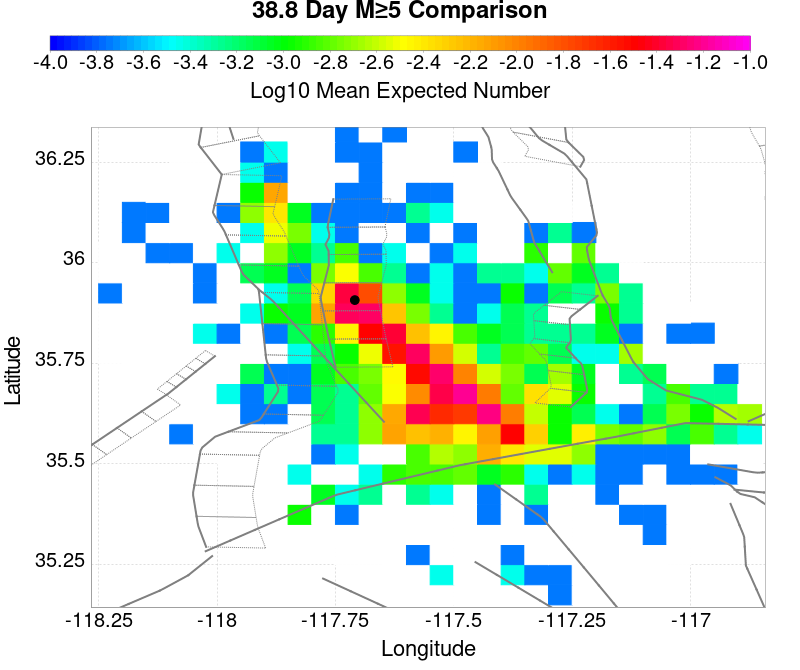 38.8 Day M≥5 Comparison
-4.0 -3.8 -3.6 -3.4 -3.2 -3.0 -2.8 -2.6 -2.4 -2.2 -2.0 -1.8 -1.6 -1.4 -1.2 -1.0
Log10 Mean Expected Number
36.25
36
35.75
35.5
35.25
Latitude
-118.25 -118 -117.75 -117.5 -117.25 -117
Longitude